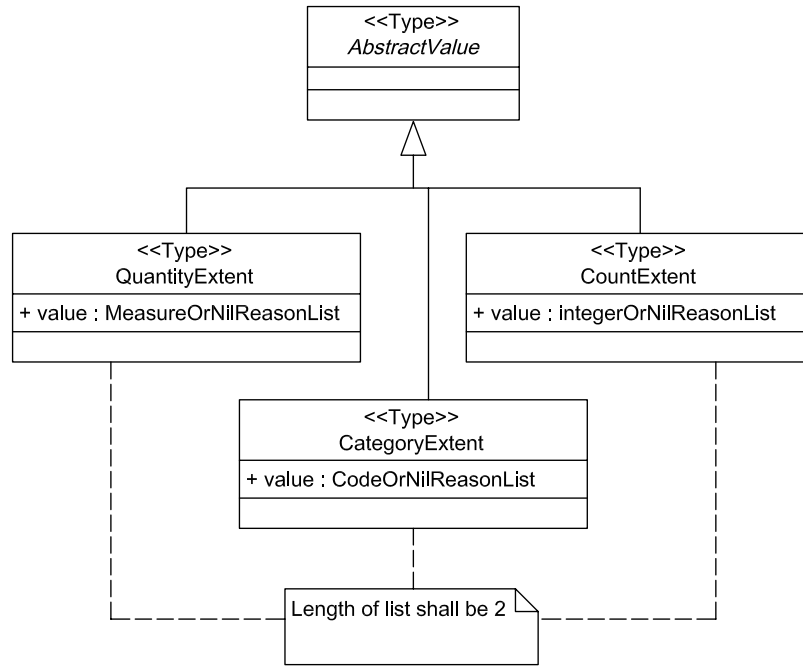 <<Type>>
AbstractValue
<<Type>>
QuantityExtent
+ value : MeasureOrNilReasonList
<<Type>>
CountExtent
+ value : integerOrNilReasonList
<<Type>>
CategoryExtent
+ value : CodeOrNilReasonList
Length of list shall be 2